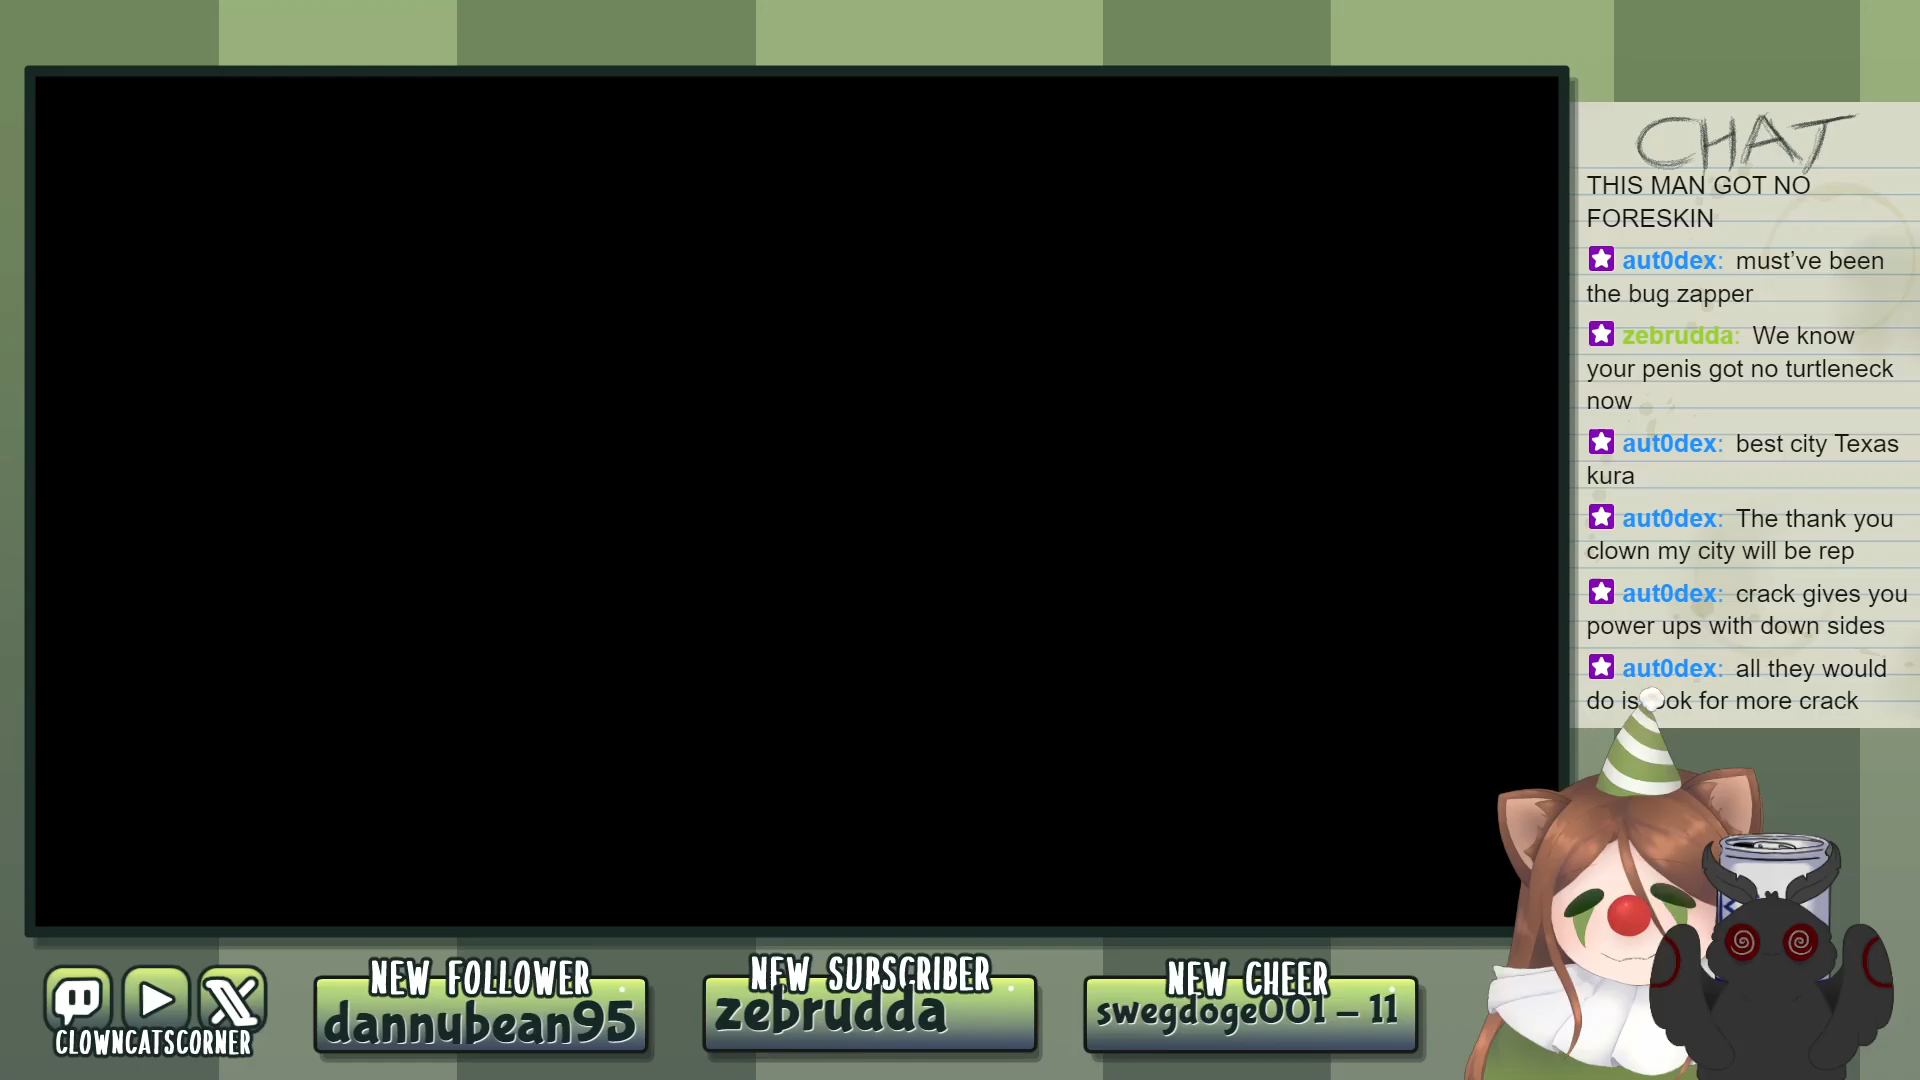 CHAT
THIS MAN GOT NO
FORESKIN
aut0dex: must’ve been
the bug zapper
zebrudda: We know
your penis got no turtleneck
now
aut0dex: best city Texas
kura
aut0dex: The thank you
clown my city will be rep
aut0dex: crack gives you
power ups with down sides
aut0dex: all they would
do is for more crack
CLOWNCATSCORNER
NEW FOLLOWER
dannubean95
NEW SUBSCRIBER
zebrudda
NEW CHEER
swegdoge001 – 11